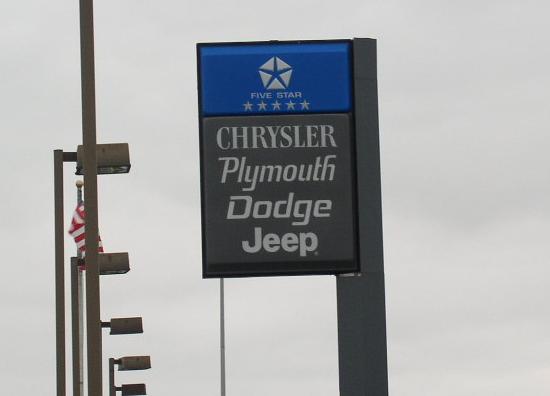 FIVE STAR
CHRYSLER
Plymouth
Dodge
Jeep®